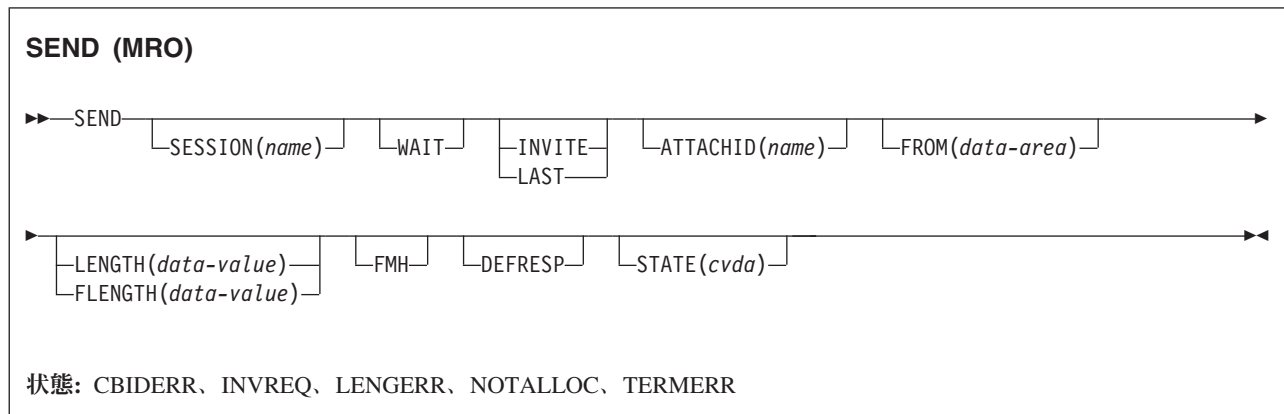 SEND (MRO)
SEND SESSION(name) WAIT INVITE LAST ATTACHID(name) FROM(data-area)
LENGTH(data-value) FLENGTH(data-value) FMH DEFRESP STATE(cvda)
状態: CBIDERR、INVREQ、LENGERR、NOTALLOC、TERMERR